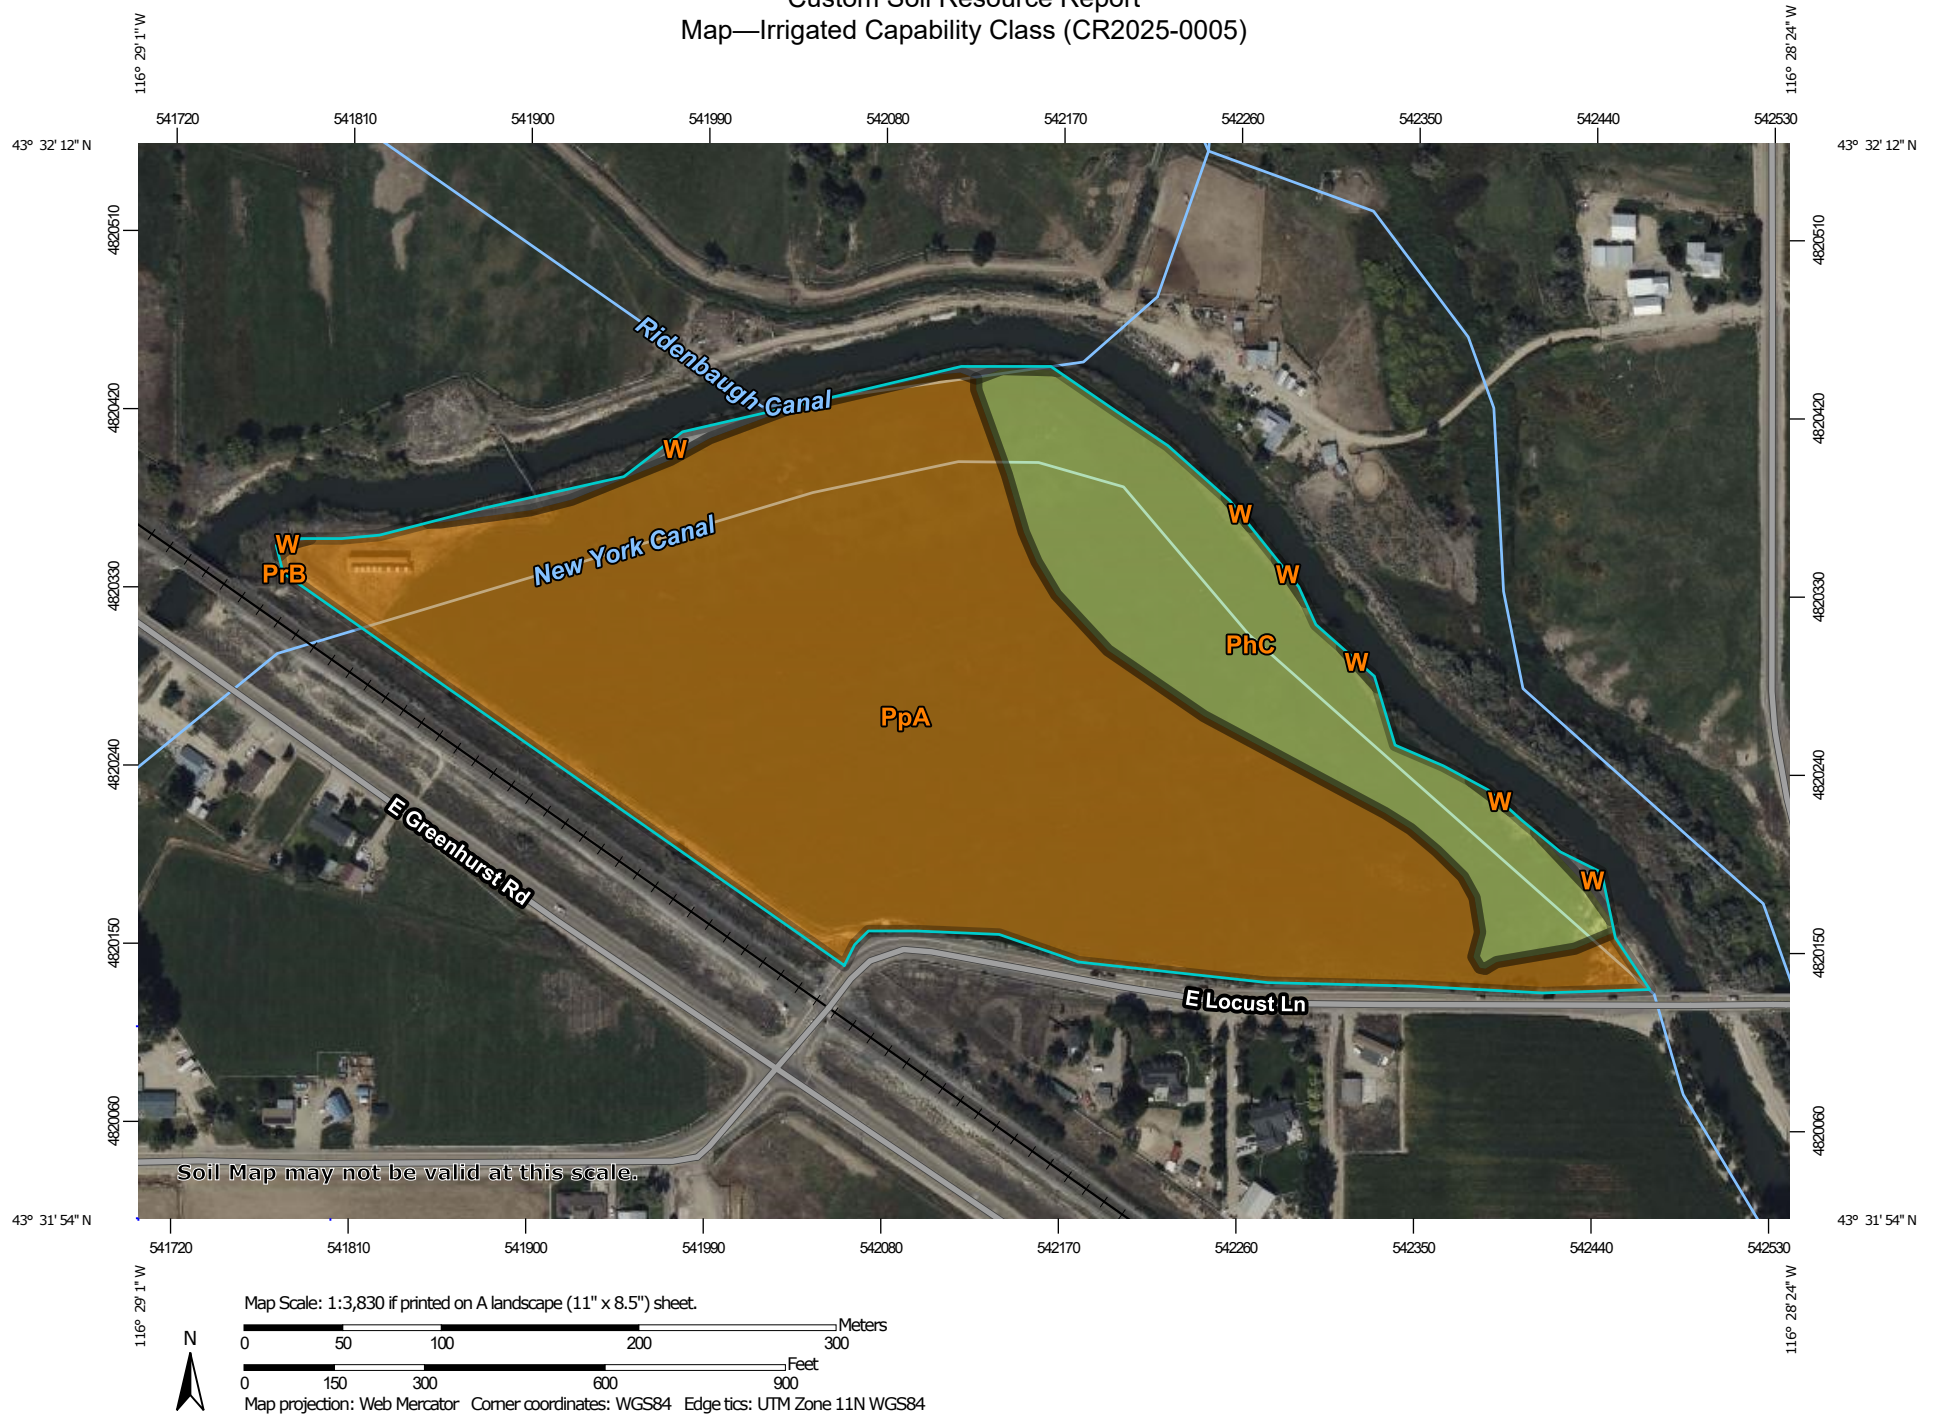 Custom Soil Resource Report
Map—Irrigated Capability Class (CR2025-0005)
116° 29' 1" W
116° 28' 24" W
541720 541810 541900 541990 542080 542170 542260 542350 542440 542530
43° 32' 12" N
43° 32' 12" N
4820510
4820510
Ridenbaugh Canal
4820420
4820420
W
W
New York Canal
W
PrB
W
4820330
4820330
PhC
W
PpA
4820240
4820240
W
E Greenhurst Rd
W
4820150
4820150
E Locust Ln
4820060
4820060
Soil Map may not be valid at this scale.
43° 31' 54" N
43° 31' 54" N
541720 541810 541900 541990 542080 542170 542260 542350 542440 542530
116° 29' 1" W
116° 28' 24" W
Map Scale: 1:3,830 if printed on A landscape (11" x 8.5") sheet.
N
Meters
0 50 100 200 300
Feet
0 150 300 600 900
Map projection: Web Mercator Corner coordinates: WGS84 Edge tics: UTM Zone 11N WGS84